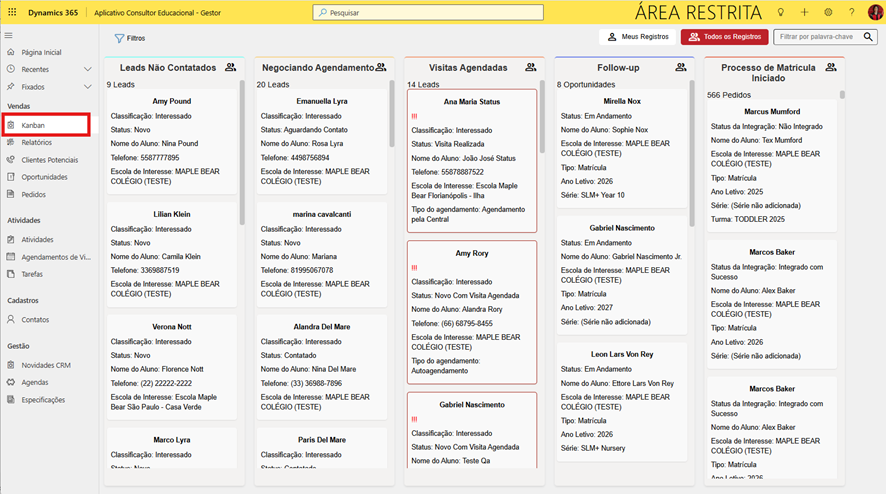 Dynamics 365
Aplicativo Consultor Educacional - Gestor
Pesquisar
ÁREA RESTRITA
Página Inicial
Recentes
Fixados
Vendas
Kanban
Relatórios
Clientes Potenciais
Oportunidades
Pedidos
Atividades
Atividades
Agendamentos de Vi...
Tarefas
Cadastros
Contatos
Gestão
Novidades CRM
Agendas
Especificações
Filtros
Meus Registros
Todos os Registros
Filtrar por palavra-chave
Leads Não Contatados
9 Leads
Amy Pound
Classificação: Interessado
Status: Novo
Nome do Aluno: Nina Pound
Telefone: 5587777895
Escola de Interesse: MAPLE BEAR
COLÉGIO (TESTE)
Lilian Klein
Classificação: Interessado
Status: Novo
Nome do Aluno: Camila Klein
Telefone: 3369887519
Escola de Interesse: MAPLE BEAR
COLÉGIO (TESTE)
Verona Nott
Classificação: Interessado
Status: Novo
Nome do Aluno: Florence Nott
Telefone: (22) 22222-2222
Escola de Interesse: Escola Maple
Bear São Paulo - Casa Verde
Marco Lyra
Classificação: Interessado
Status: Novo
Negociando Agendamento
20 Leads
Emanuella Lyra
Classificação: Interessado
Status: Aguardando Contato
Nome do Aluno: Rosa Lyra
Telefone: 4498756894
Escola de Interesse: MAPLE BEAR
COLÉGIO (TESTE)
marina cavalcanti
Classificação: Interessado
Status: Novo
Nome do Aluno: Mariana
Telefone: 81995067078
Escola de Interesse: MAPLE BEAR
COLÉGIO (TESTE)
Alandra Del Mare
Classificação: Interessado
Status: Contatado
Nome do Aluno: Nina Del Mare
Telefone: (33) 36988-7896
Escola de Interesse: MAPLE BEAR
COLÉGIO (TESTE)
Paris Del Mare
Classificação: Interessado
Status: Contatado
Visitas Agendadas
14 Leads
Ana Maria Status
!!!
Classificação: Interessado
Status: Visita Realizada
Nome do Aluno: João José Status
Telefone: 55878887522
Escola de Interesse: Escola Maple
Bear Florianópolis - Ilha
Tipo do agendamento: Agendamento
pela Central
Amy Rory
!!!
Classificação: Interessado
Status: Novo Com Visita Agendada
Nome do Aluno: Alandra Rory
Telefone: (66) 68795-8455
Escola de Interesse: MAPLE BEAR
COLÉGIO (TESTE)
Tipo do agendamento:
Autoagendamento
Gabriel Nascimento
!!!
Classificação: Interessado
Status: Novo Com Visita Agendada
Nome do Aluno: Teste Qa
Follow-up
8 Oportunidades
Mirella Nox
Status: Em Andamento
Nome do Aluno: Sophie Nox
Escola de Interesse: MAPLE BEAR
COLÉGIO (TESTE)
Tipo: Matrícula
Ano Letivo: 2026
Série: SLM+ Year 10
Gabriel Nascimento
Status: Em Andamento
Nome do Aluno: Gabriel Nascimento Jr.
Escola de Interesse: MAPLE BEAR
COLÉGIO (TESTE)
Tipo: Matrícula
Ano Letivo: 2027
Série: (Série não adicionada)
Leon Lars Von Rey
Status: Em Andamento
Nome do Aluno: Ettore Lars Von Rey
Escola de Interesse: MAPLE BEAR
COLÉGIO (TESTE)
Tipo: Matrícula
Ano Letivo: 2026
Série: SLM+ Nursery
Processo de Matricula
Iniciado
566 Pedidos
Marcus Mumford
Status da Integração: Não Integrado
Nome do Aluno: Tex Mumford
Escola de Interesse: MAPLE BEAR
COLÉGIO (TESTE)
Tipo: Matrícula
Ano Letivo: 2025
Série: (Série não adicionada)
Turma: TODDLER 2025
Marcos Baker
Status da Integração: Integrado com
Sucesso
Nome do Aluno: Alex Baker
Escola de Interesse: MAPLE BEAR
COLÉGIO (TESTE)
Tipo: Matrícula
Ano Letivo: 2026
Série: (Série não adicionada)
Marcos Baker
Status da Integração: Integrado com
Sucesso
Nome do Aluno: Alex Baker
Escola de Interesse: MAPLE BEAR
COLÉGIO (TESTE)
Tipo: Matrícula
Ano Letivo: 2026